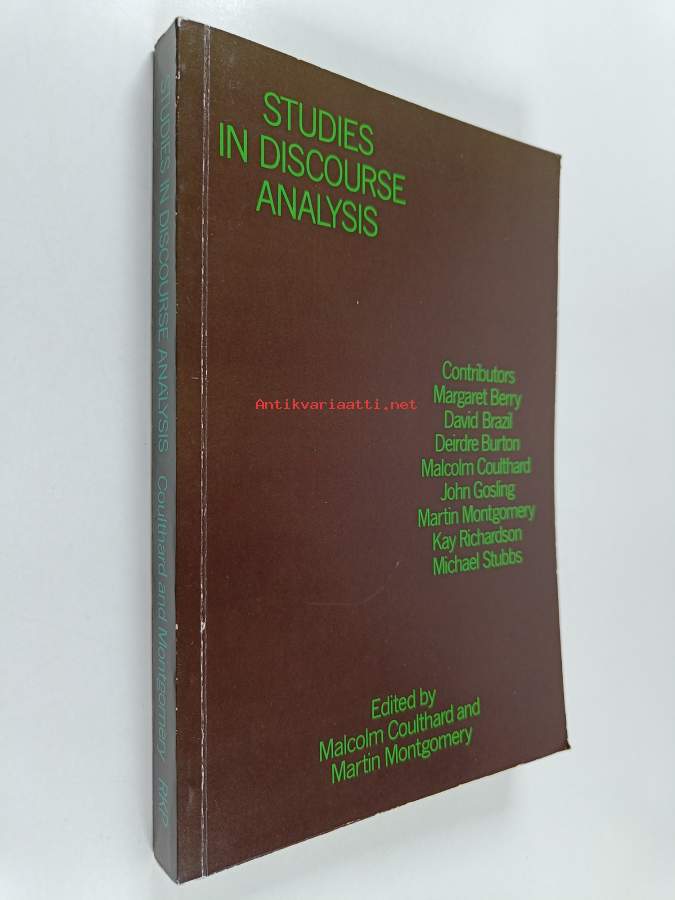 STUDIES IN DISCOURSE ANALYSIS Coulthard and Montgomery RKP
STUDIES
IN DISCOURSE
ANALYSIS
Contributors
Margaret Berry
David Brazil
Deirdre Burton
Malcolm Coulthard
John Gosling
Martin Montgomery
Kay Richardson
Michael Stubbs
Antikvariaatti.net
Edited by
Malcolm Coulthard and
Martin Montgomery